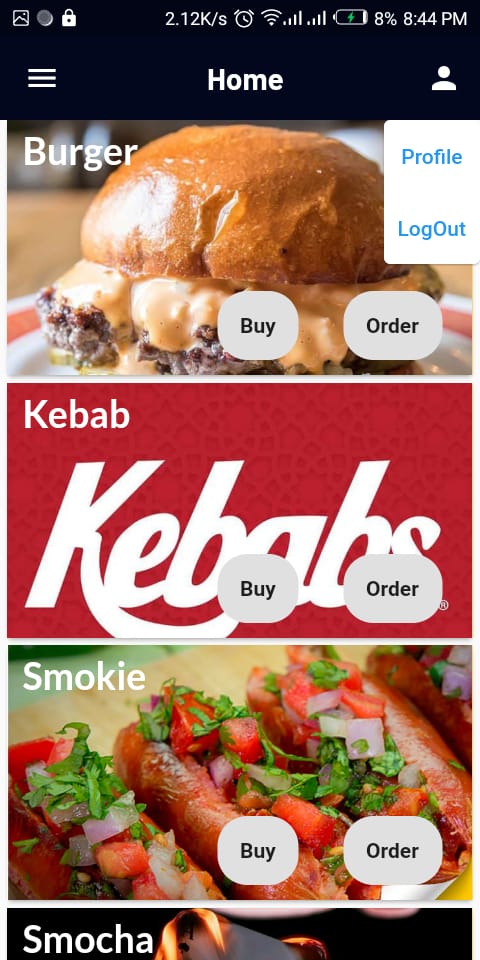 2.12K/s 8% 8:44 PM
Home
Profile
LogOut
Burger
Buy Order
Kebab
Kebabs
®
Buy Order
Smokie
Buy Order
Smocha